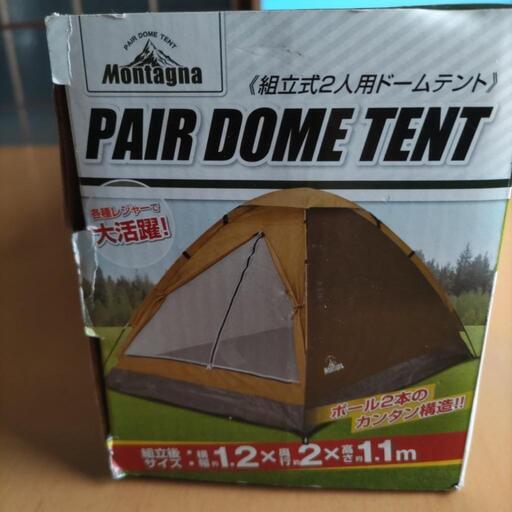 PAIR DOME TENT
Montagna
《組立式2人用ドームテント》
PAIR DOME TENT
各種レジャーで
大活躍!
Montagna
ポール2本の
カンタン構造!!
組立後
サイズ
横幅約1.2×奥行約2×高さ約1.1m